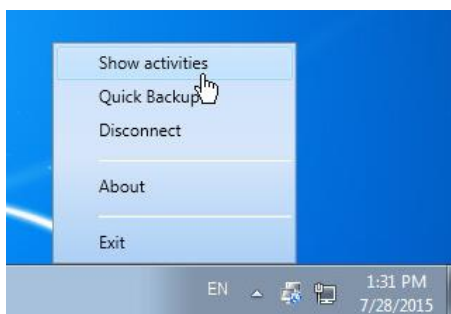 Show activities
Quick Backup
Disconnect
About
Exit
EN
1:31 PM
7/28/2015